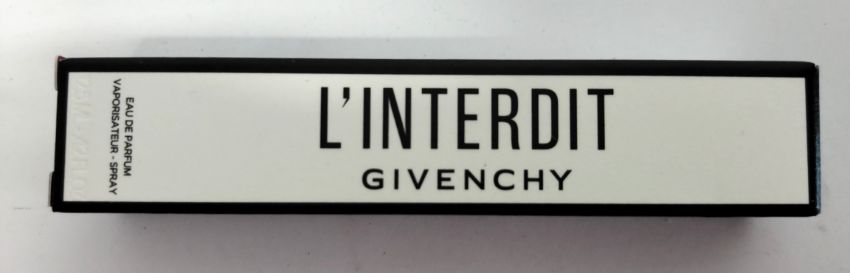 L'INTERDIT
GIVENCHY
EAU DE PARFUM
VAPORISATEUR - SPRAY